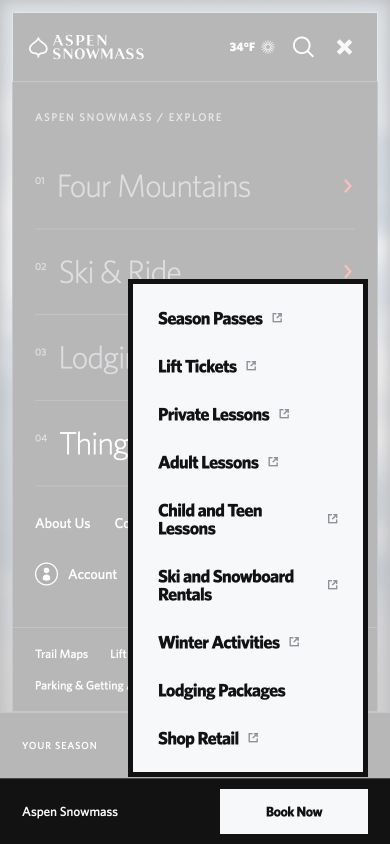 ASPEN
SNOWMASS
34°F
ASPEN SNOWMASS / EXPLORE
01 Four Mountains
02 Ski & Ride
03
04
Season Passes
Lift Tickets
Private Lessons
Adult Lessons
Child and Teen
Lessons
Ski and Snowboard
Rentals
Winter Activities
Lodging Packages
Shop Retail
About Us
Account
Trail Maps Lift
Parking & Getting
YOUR SEASON
Aspen Snowmass
Book Now